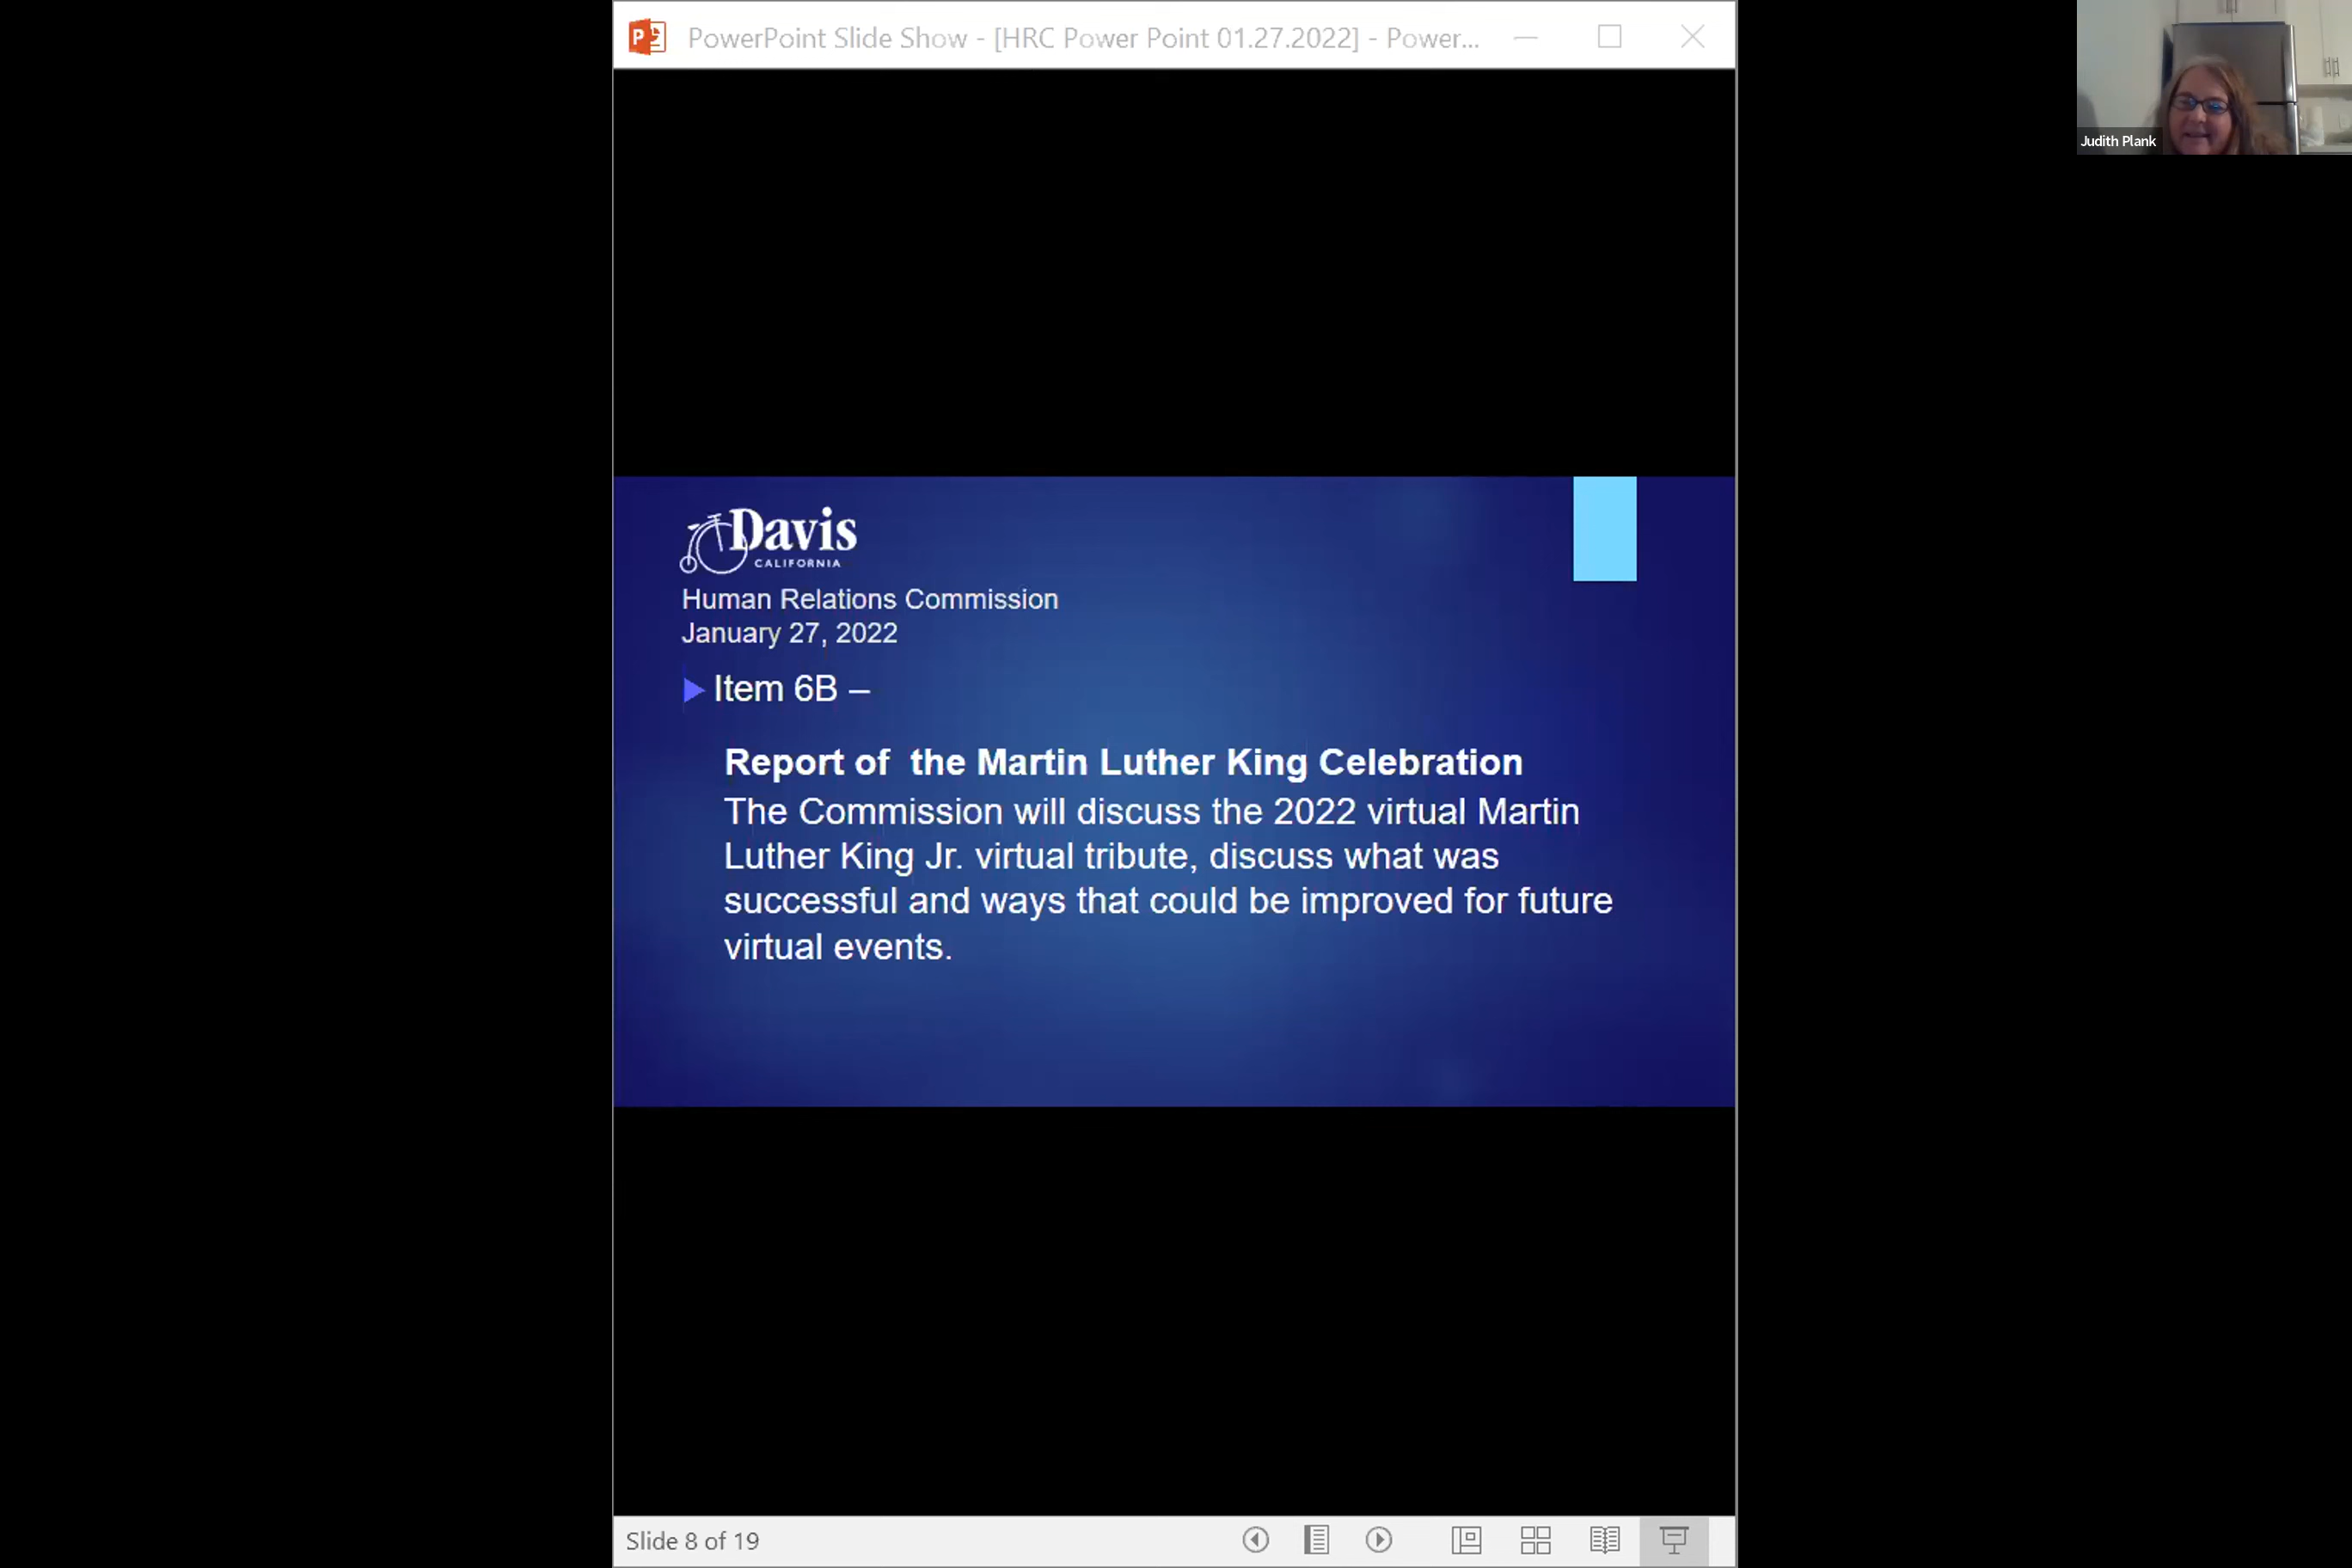 PowerPoint Slide Show - [HRC Power Point 01.27.2022] - Power...
Judith Plank
Davis
CALIFORNIA
Human Relations Commission
January 27, 2022
Item 6B –
Report of  the Martin Luther King Celebration
The Commission will discuss the 2022 virtual Martin
Luther King Jr. virtual tribute, discuss what was
successful and ways that could be improved for future
virtual events.
Slide 8 of 19